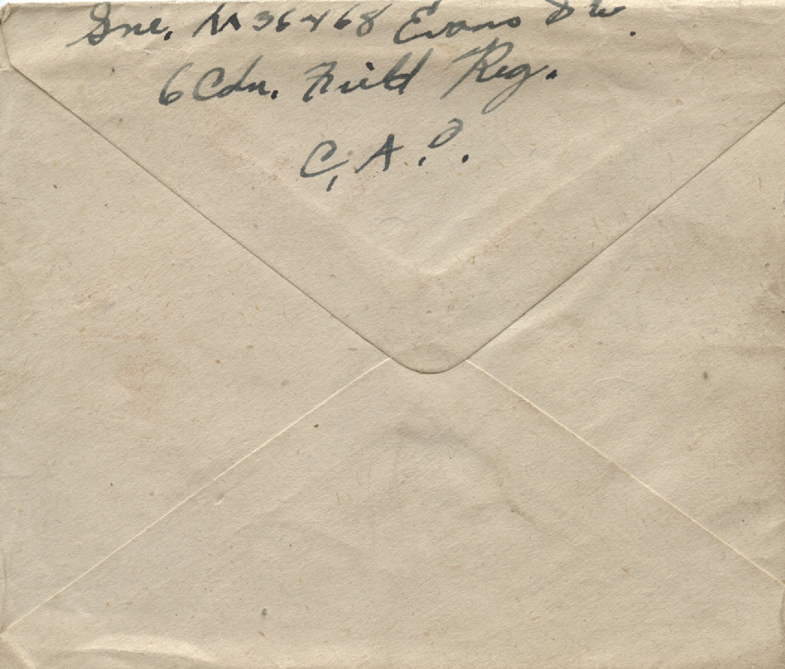 Gnr. M36468 Evans D W.
6 Cdn. Field Reg.
C. A. O.